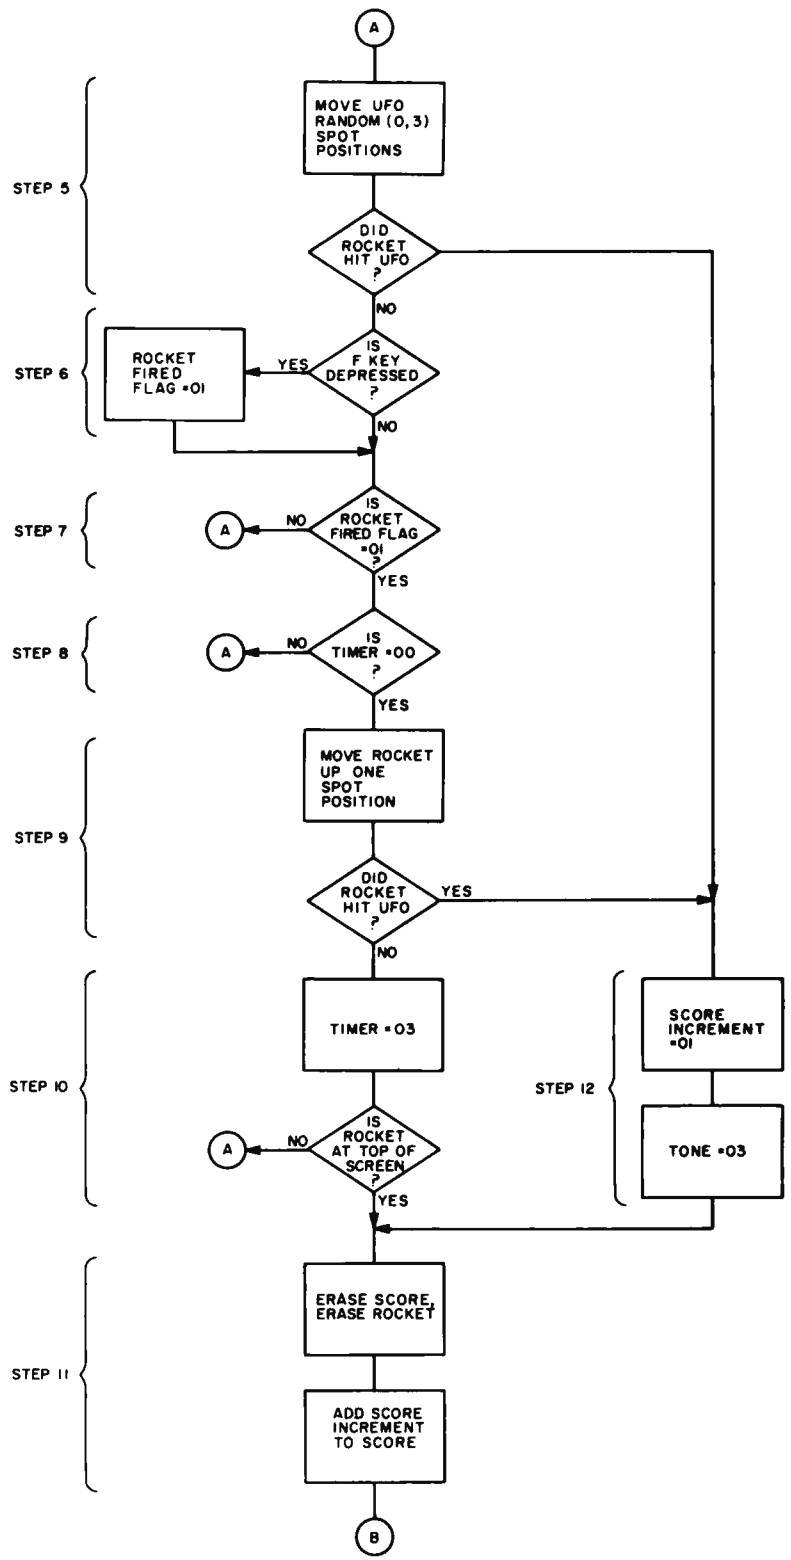 A
MOVE UFO
RANDOM (0,3)
SPOT
POSITIONS
STEP 5
DID
ROCKET
HIT UFO
?
NO
IS
F KEY
DEPRESSED
?
YES
ROCKET
FIRED
FLAG =01
STEP 6
NO
IS
ROCKET
FIRED FLAG
=01
?
NO
A
STEP 7
YES
IS
TIMER =00
?
NO
A
STEP 8
YES
MOVE ROCKET
UP ONE
SPOT
POSITION
STEP 9
DID
ROCKET
HIT UFO
?
YES
NO
TIMER =03
SCORE
INCREMENT
=01
STEP 10
STEP 12
IS
ROCKET
AT TOP OF
SCREEN
?
NO
A
TONE =03
YES
ERASE SCORE,
ERASE ROCKET
STEP 11
ADD SCORE
INCREMENT
TO SCORE
B